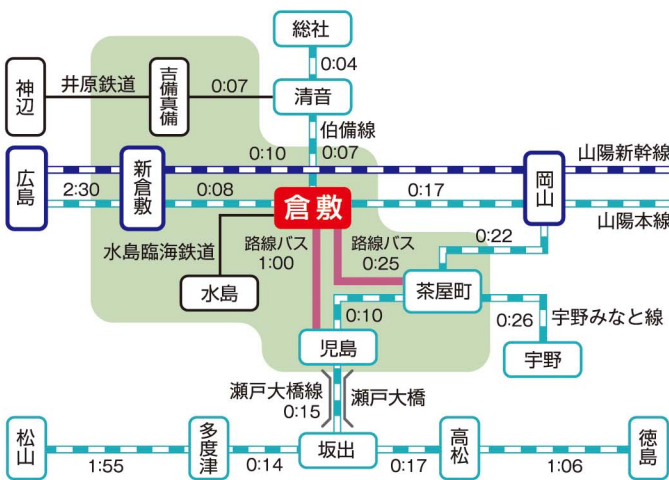 総社
0:04
神辺
井原鉄道
吉備真備
0:07
清音
伯備線
0:07
広島
2:30
新倉敷
0:10
0:08
倉敷
0:17
岡山
山陽新幹線
山陽本線
水島臨海鉄道
水島
路線バス
1:00
路線バス
0:25
0:22
茶屋町
0:10
0:26
宇野みなと線
宇野
児島
瀬戸大橋線
0:15
瀬戸大橋
松山
1:55
多度津
0:14
坂出
0:17
高松
1:06
徳島